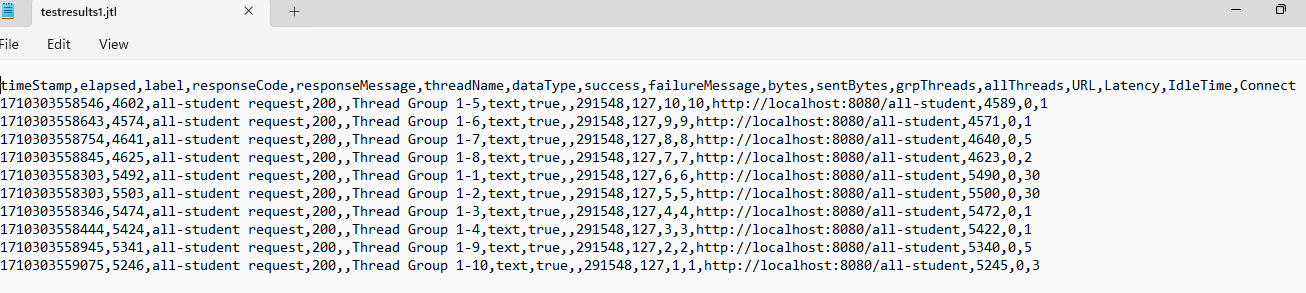 testresults1.jtl
File Edit View
timeStamp,elapsed,label,responseCode,responseMessage,threadName,dataType,success,failureMessage,bytes,sentBytes,grpThreads,allThreads,URL,Latency,IdleTime,Connect
1710303558546,4602,all-student request,200,,Thread Group 1-5,text,true,,291548,127,10,10,http://localhost:8080/all-student,4589,0,1
1710303558643,4574,all-student request,200,,Thread Group 1-6,text,true,,291548,127,9,9,http://localhost:8080/all-student,4571,0,1
1710303558754,4641,all-student request,200,,Thread Group 1-7,text,true,,291548,127,8,8,http://localhost:8080/all-student,4640,0,5
1710303558845,4625,all-student request,200,,Thread Group 1-8,text,true,,291548,127,7,7,http://localhost:8080/all-student,4623,0,2
1710303558303,5492,all-student request,200,,Thread Group 1-1,text,true,,291548,127,6,6,http://localhost:8080/all-student,5490,0,30
1710303558303,5503,all-student request,200,,Thread Group 1-2,text,true,,291548,127,5,5,http://localhost:8080/all-student,5500,0,30
1710303558346,5474,all-student request,200,,Thread Group 1-3,text,true,,291548,127,4,4,http://localhost:8080/all-student,5472,0,1
1710303558444,5424,all-student request,200,,Thread Group 1-4,text,true,,291548,127,3,3,http://localhost:8080/all-student,5422,0,1
1710303558945,5341,all-student request,200,,Thread Group 1-9,text,true,,291548,127,2,2,http://localhost:8080/all-student,5340,0,5
1710303559075,5246,all-student request,200,,Thread Group 1-10,text,true,,291548,127,1,1,http://localhost:8080/all-student,5245,0,3